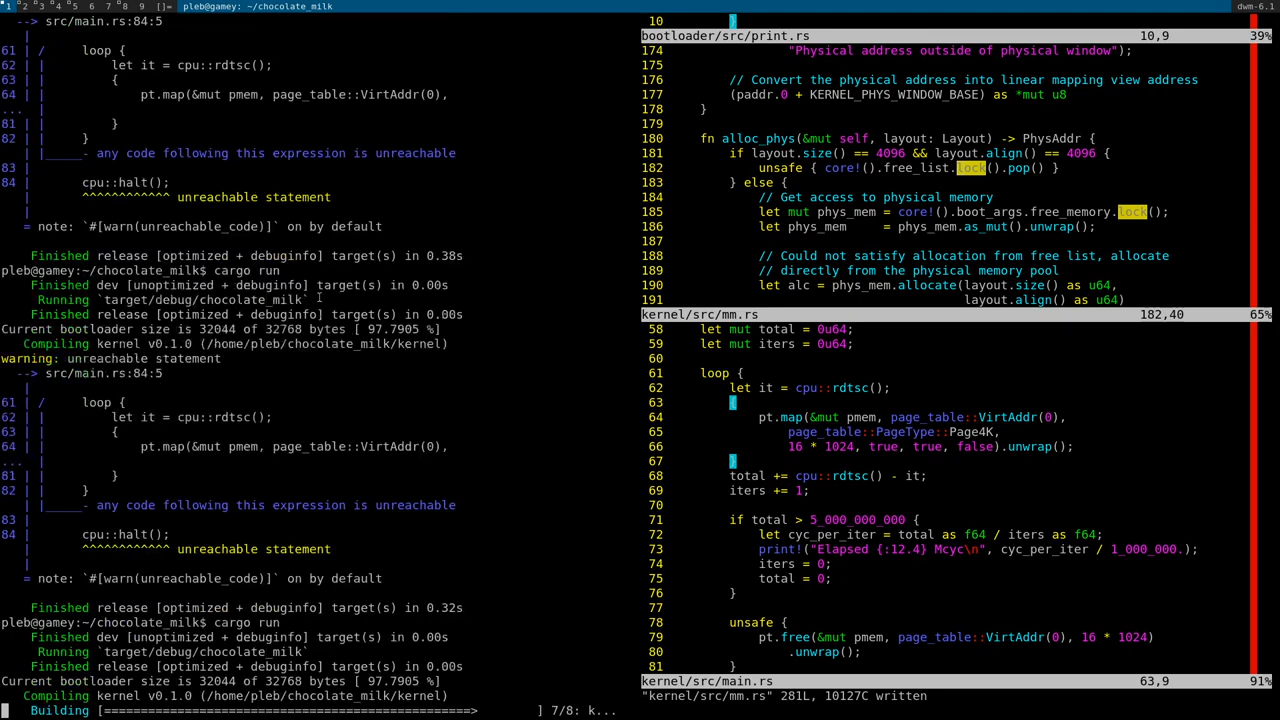 1 2 3 4 5 6 7 8 9 []= pleb@gamey: ~/chocolate_milk dwm-6.1
--> src/main.rs:84:5
|
61 | /     loop {
62 | |         let it = cpu::rdtsc();
63 | |         {
64 | |             pt.map(&mut pmem, page_table::VirtAddr(0),
... |
81 | |         }
82 | |     }
| |_____- any code following this expression is unreachable
83 |
84 |       cpu::halt();
|       ^^^^^^^^^^^^ unreachable statement
|
= note: `#[warn(unreachable_code)]` on by default
Finished release [optimized + debuginfo] target(s) in 0.38s
pleb@gamey:~/chocolate_milk$ cargo run
Finished dev [unoptimized + debuginfo] target(s) in 0.00s
Running `target/debug/chocolate_milk`
Finished release [optimized + debuginfo] target(s) in 0.00s
Current bootloader size is 32044 of 32768 bytes [ 97.7905 %]
Compiling kernel v0.1.0 (/home/pleb/chocolate_milk/kernel)
warning: unreachable statement
--> src/main.rs:84:5
|
61 | /     loop {
62 | |         let it = cpu::rdtsc();
63 | |         {
64 | |             pt.map(&mut pmem, page_table::VirtAddr(0),
... |
81 | |         }
82 | |     }
| |_____- any code following this expression is unreachable
83 |
84 |       cpu::halt();
|       ^^^^^^^^^^^^ unreachable statement
|
= note: `#[warn(unreachable_code)]` on by default
Finished release [optimized + debuginfo] target(s) in 0.32s
pleb@gamey:~/chocolate_milk$ cargo run
Finished dev [unoptimized + debuginfo] target(s) in 0.00s
Running `target/debug/chocolate_milk`
Finished release [optimized + debuginfo] target(s) in 0.00s
Current bootloader size is 32044 of 32768 bytes [ 97.7905 %]
Compiling kernel v0.1.0 (/home/pleb/chocolate_milk/kernel)
Building [==================================================>        ] 7/8: k...
10         }
bootloader/src/print.rs 10,9 39%
174                 "Physical address outside of physical window");
175
176         // Convert the physical address into linear mapping view address
177         (paddr.0 + KERNEL_PHYS_WINDOW_BASE) as *mut u8
178     }
179
180     fn alloc_phys(&mut self, layout: Layout) -> PhysAddr {
181         if layout.size() == 4096 && layout.align() == 4096 {
182             unsafe { core!().free_list.lock().pop() }
183         } else {
184             // Get access to physical memory
185             let mut phys_mem = core!().boot_args.free_memory.lock();
186             let phys_mem     = phys_mem.as_mut().unwrap();
187
188             // Could not satisfy allocation from free list, allocate
189             // directly from the physical memory pool
190             let alc = phys_mem.allocate(layout.size() as u64,
191                                         layout.align() as u64)
kernel/src/mm.rs 182,40 65%
58     let mut total = 0u64;
59     let mut iters = 0u64;
60
61     loop {
62         let it = cpu::rdtsc();
63         {
64             pt.map(&mut pmem, page_table::VirtAddr(0),
65                 page_table::PageType::Page4K,
66                 16 * 1024, true, true, false).unwrap();
67         }
68         total += cpu::rdtsc() - it;
69         iters += 1;
70
71         if total > 5_000_000_000 {
72             let cyc_per_iter = total as f64 / iters as f64;
73             print!("Elapsed {:12.4} Mcyc\n", cyc_per_iter / 1_000_000.);
74             iters = 0;
75             total = 0;
76         }
77
78         unsafe {
79             pt.free(&mut pmem, page_table::VirtAddr(0), 16 * 1024)
80                 .unwrap();
81         }
kernel/src/main.rs 63,9 91%
"kernel/src/mm.rs" 281L, 10127C written